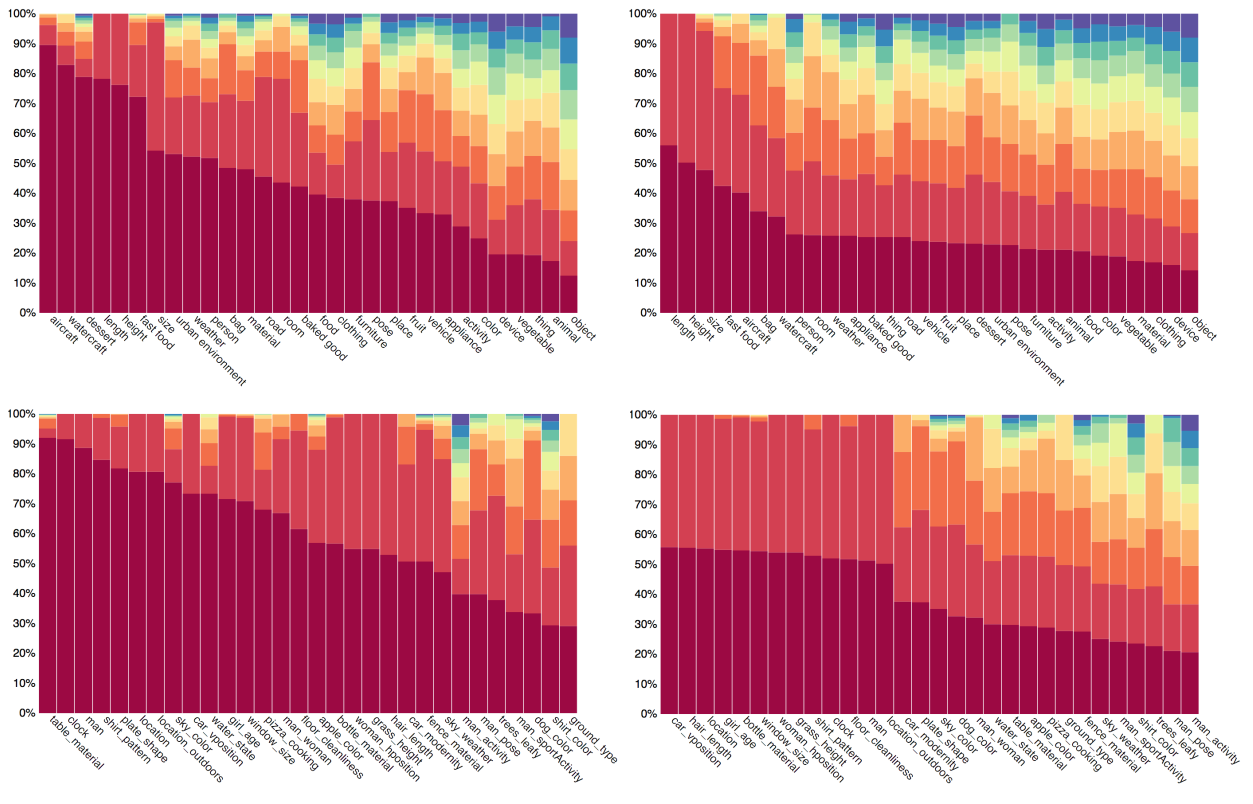 100%
90%
80%
70%
60%
50%
40%
30%
20%
10%
0%
aircraft
watercraft
dessert
length
height
fast food
size
urban environment
weather
person
bag
material
road
room
baked good
food
clothing
furniture
pose
place
fruit
vehicle
appliance
activity
color
device
vegetable
thing
animal
object
100%
90%
80%
70%
60%
50%
40%
30%
20%
10%
0%
length
height
size
fast food
aircraft
bag
watercraft
person
room
weather
appliance
baked good
thing
road
vehicle
fruit
place
dessert
urban environment
pose
furniture
activity
animal
food
color
vegetable
material
clothing
device
object
100%
90%
80%
70%
60%
50%
40%
30%
20%
10%
0%
table_material
clock
man
shirt_pattern
plate_shape
location
location_outdoors
sky_color
car_vposition
water_state
girl_age
window_size
pizza_cooking
man_woman
floor_cleanliness
apple_color
bottle_material
woman_hposition
grass_height
hair_length
car_modernity
fence_material
sky_weather
man_activity
man_pose
trees_leafy
man_sportActivity
dog_color
shirt_color
ground_type
100%
90%
80%
70%
60%
50%
40%
30%
20%
10%
0%
car_vposition
hair_length
location
girl_age
bottle_material
window_size
woman_hposition
grass_height
shirt_pattern
clock
floor_cleanliness
man
location_outdoors
car_modernity
plate_shape
sky_color
dog_color
man_woman
water_state
table_material
apple_color
pizza_cooking
ground_type
fence_material
sky_weather
man_sportActivity
shirt_color
trees_leafy
man_pose
man_activity